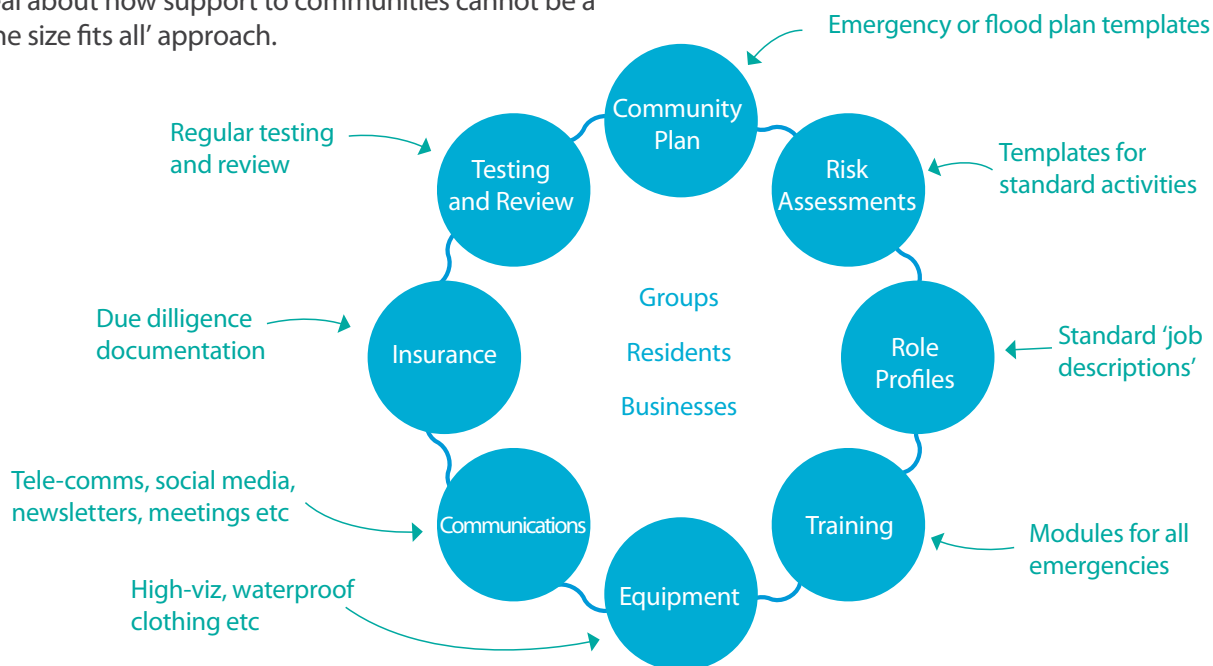 eal about how support to communities cannot be a
ne size fits all’ approach.
Emergency or flood plan templates
Community
Plan
Regular testing
and review
Testing
and Review
Risk
Assessments
Templates for
standard activities
Groups
Residents
Businesses
Due dilligence
documentation
Insurance
Role
Profiles
Standard ‘job
descriptions’
Tele-comms, social media,
newsletters, meetings etc
Communications
Training
Modules for all
emergencies
High-viz, waterproof
clothing etc
Equipment